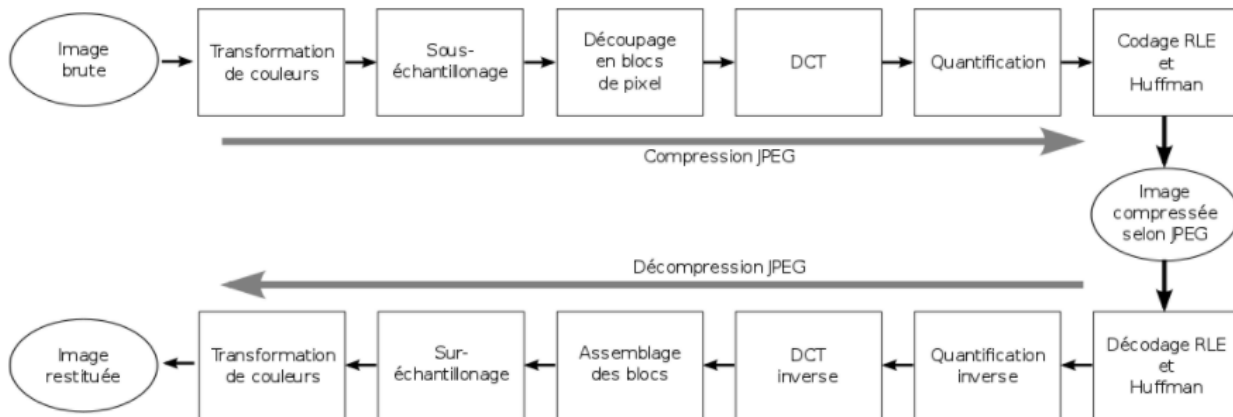 Image
brute
Transformation
de couleurs
Sous-
échantillonage
Découpage
en blocs
de pixel
DCT
Quantification
Codage RLE
et
Huffman
Compression JPEG
Image
compressée
selon JPEG
Décompression JPEG
Image
restituée
Transformation
de couleurs
Sur-
échantillonage
Assemblage
des blocs
DCT
inverse
Quantification
inverse
Décodage RLE
et
Huffman